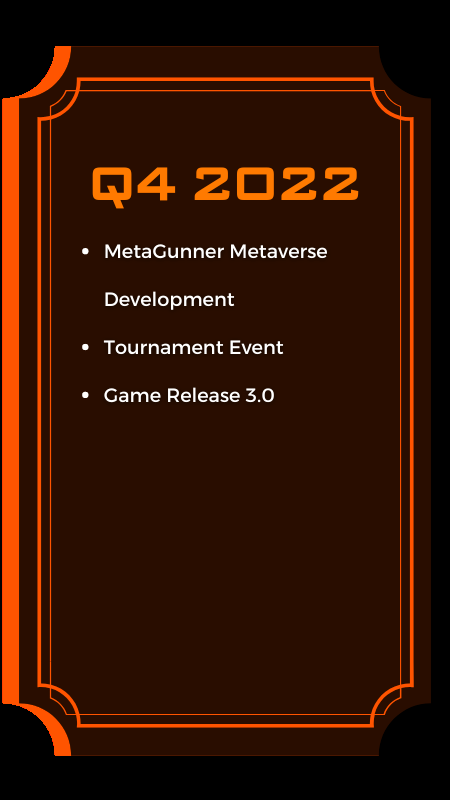 Q4 2022
• MetaGunner Metaverse
Development
• Tournament Event
• Game Release 3.0